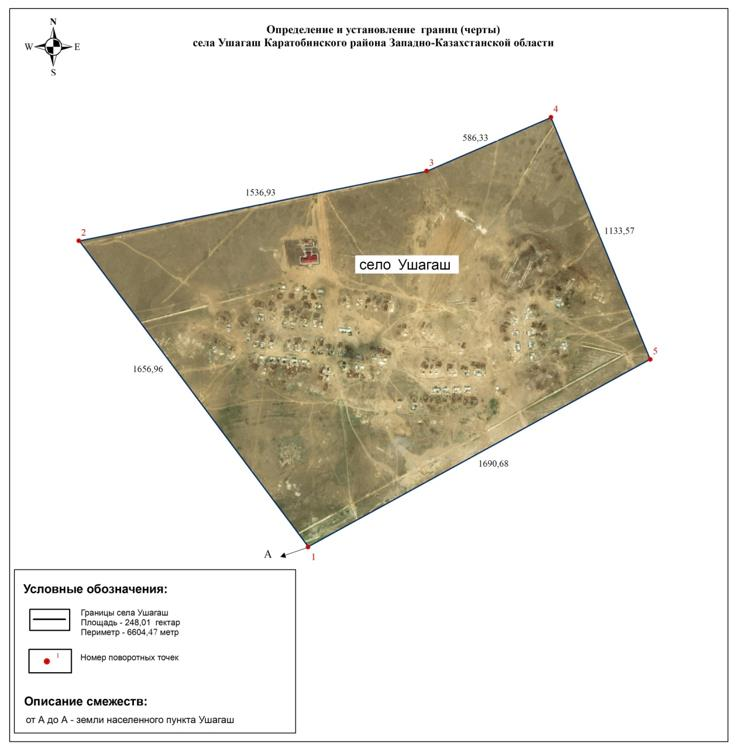 Определение и установление границ (черты)
села Ушагаш Каратобинского района Западно-Казахстанской области
N
W E
S
4
586,33
3
1536,93
2
1133,57
село Ушагаш
5
1656,96
1690,68
А
1
Условные обозначения:
Границы села Ушагаш
Площадь - 248,01 гектар
Периметр - 6604,47 метр
1
Номер поворотных точек
Описание смежеств:
от А до А - земли населенного пункта Ушагаш